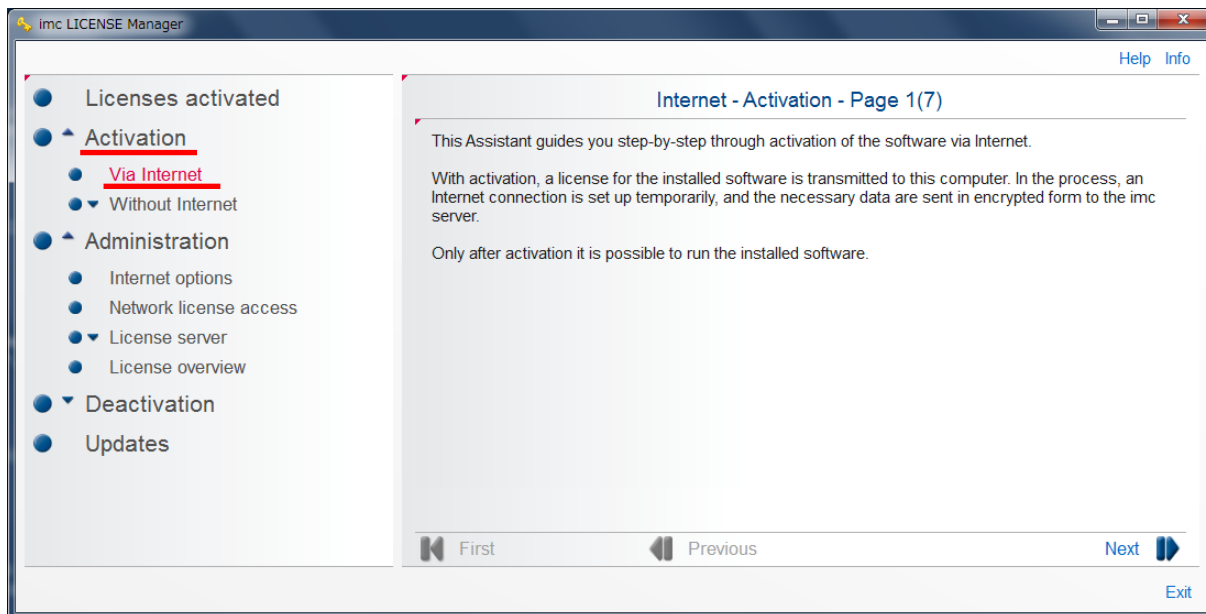 imc LICENSE Manager
Help Info
Licenses activated
Activation
Via Internet
Without Internet
Administration
Internet options
Network license access
License server
License overview
Deactivation
Updates
Internet - Activation - Page 1(7)
This Assistant guides you step-by-step through activation of the software via Internet.
With activation, a license for the installed software is transmitted to this computer. In the process, an
Internet connection is set up temporarily, and the necessary data are sent in encrypted form to the imc
server.
Only after activation it is possible to run the installed software.
First Previous Next
Exit